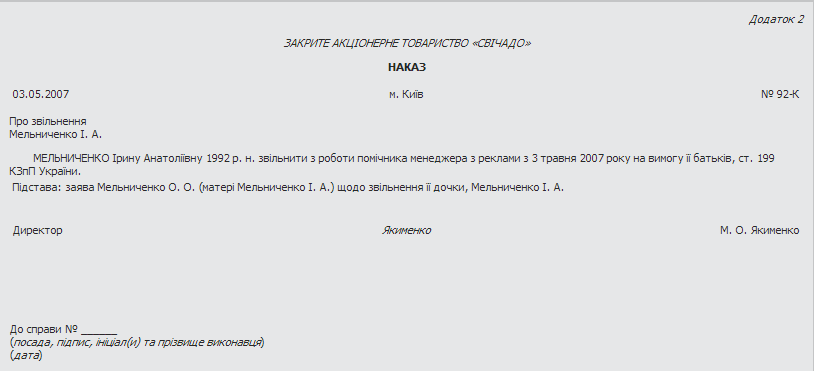 Додаток 2
ЗАКРИТЕ АКЦІОНЕРНЕ ТОВАРИСТВО «СВІЧАДО»
НАКАЗ
03.05.2007 м. Київ № 92-К
Про звільнення
Мельниченко І. А.
МЕЛЬНИЧЕНКО Ірину Анатоліївну 1992 р. н. звільнити з роботи помічника менеджера з реклами з 3 травня 2007 року на вимогу її батьків, ст. 199
КЗпП України.
Підстава: заява Мельниченко О. О. (матері Мельниченко І. А.) щодо звільнення її дочки, Мельниченко І. А.
Директор Якименко М. О. Якименко
До справи № ______
(посада, підпис, ініціал(и) та прізвище виконавця)
(дата)